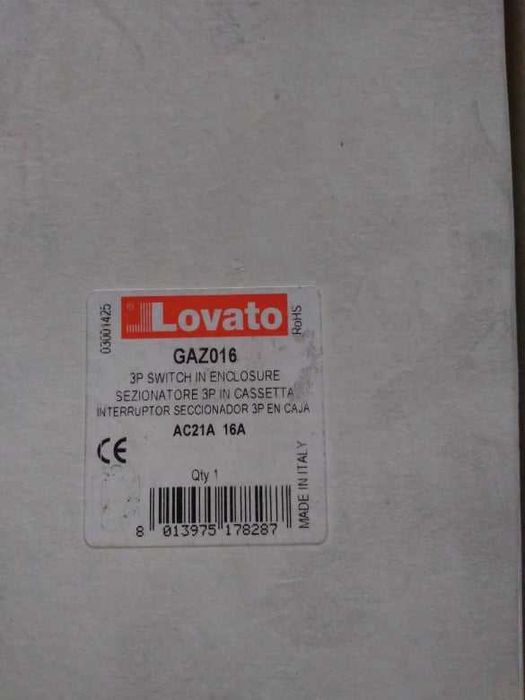 Lovato
03001425
RoHS
GAZ016
3P SWITCH IN ENCLOSURE
SEZIONATORE 3P IN CASSETTA
INTERRUPTOR SECCIONADOR 3P EN CAJA
AC21A 16A
CE
Qty 1
MADE IN ITALY
8 013975 178287